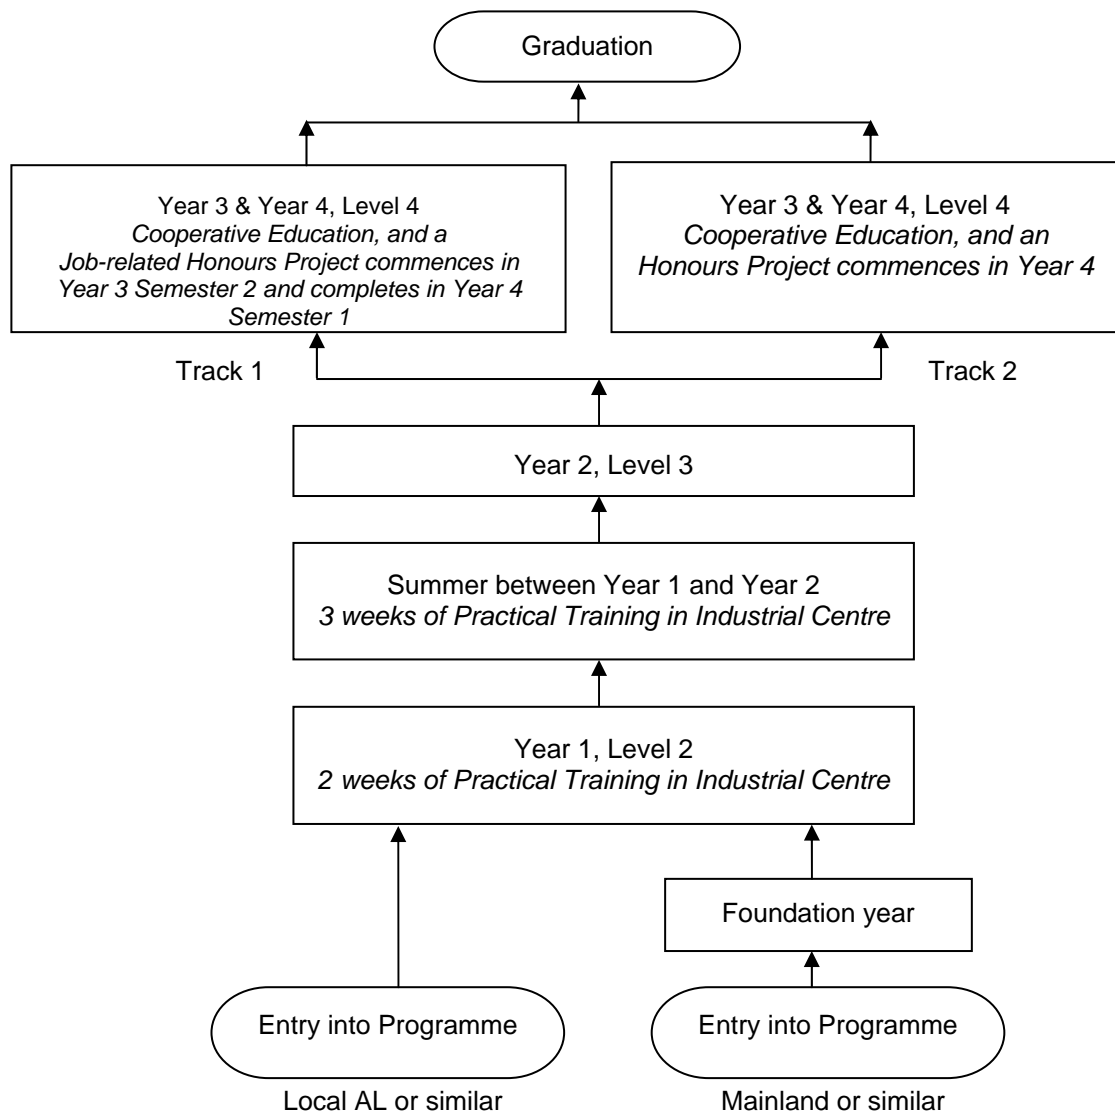 Graduation
Year 3 & Year 4, Level 4
Cooperative Education, and a
Job-related Honours Project commences in
Year 3 Semester 2 and completes in Year 4
Semester 1
Year 3 & Year 4, Level 4
Cooperative Education, and an
Honours Project commences in Year 4
Track 1
Track 2
Year 2, Level 3
Summer between Year 1 and Year 2
3 weeks of Practical Training in Industrial Centre
Year 1, Level 2
2 weeks of Practical Training in Industrial Centre
Foundation year
Entry into Programme
Entry into Programme
Local AL or similar
Mainland or similar